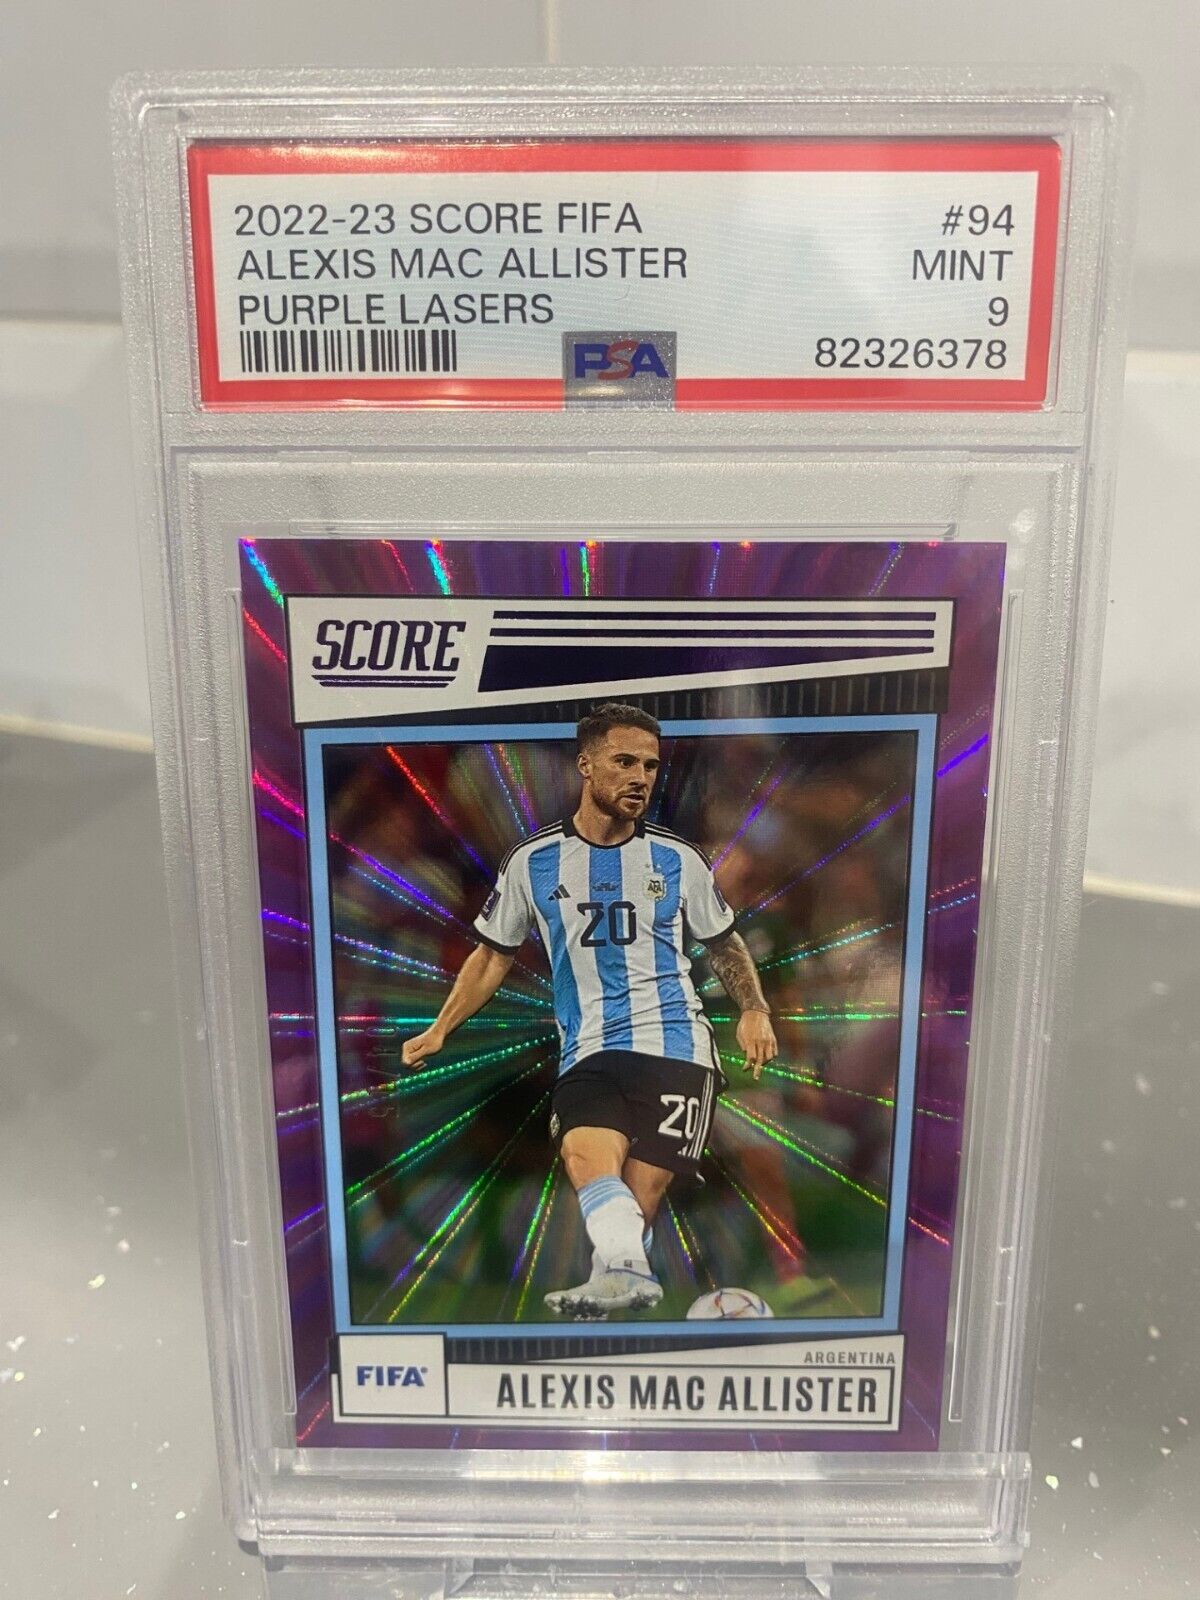 2022-23 SCORE FIFA #94
ALEXIS MAC ALLISTER MINT
PURPLE LASERS 9
PSA 82326378
SCORE
AFA
20
20
FIFA
ARGENTINA
ALEXIS MAC ALLISTER